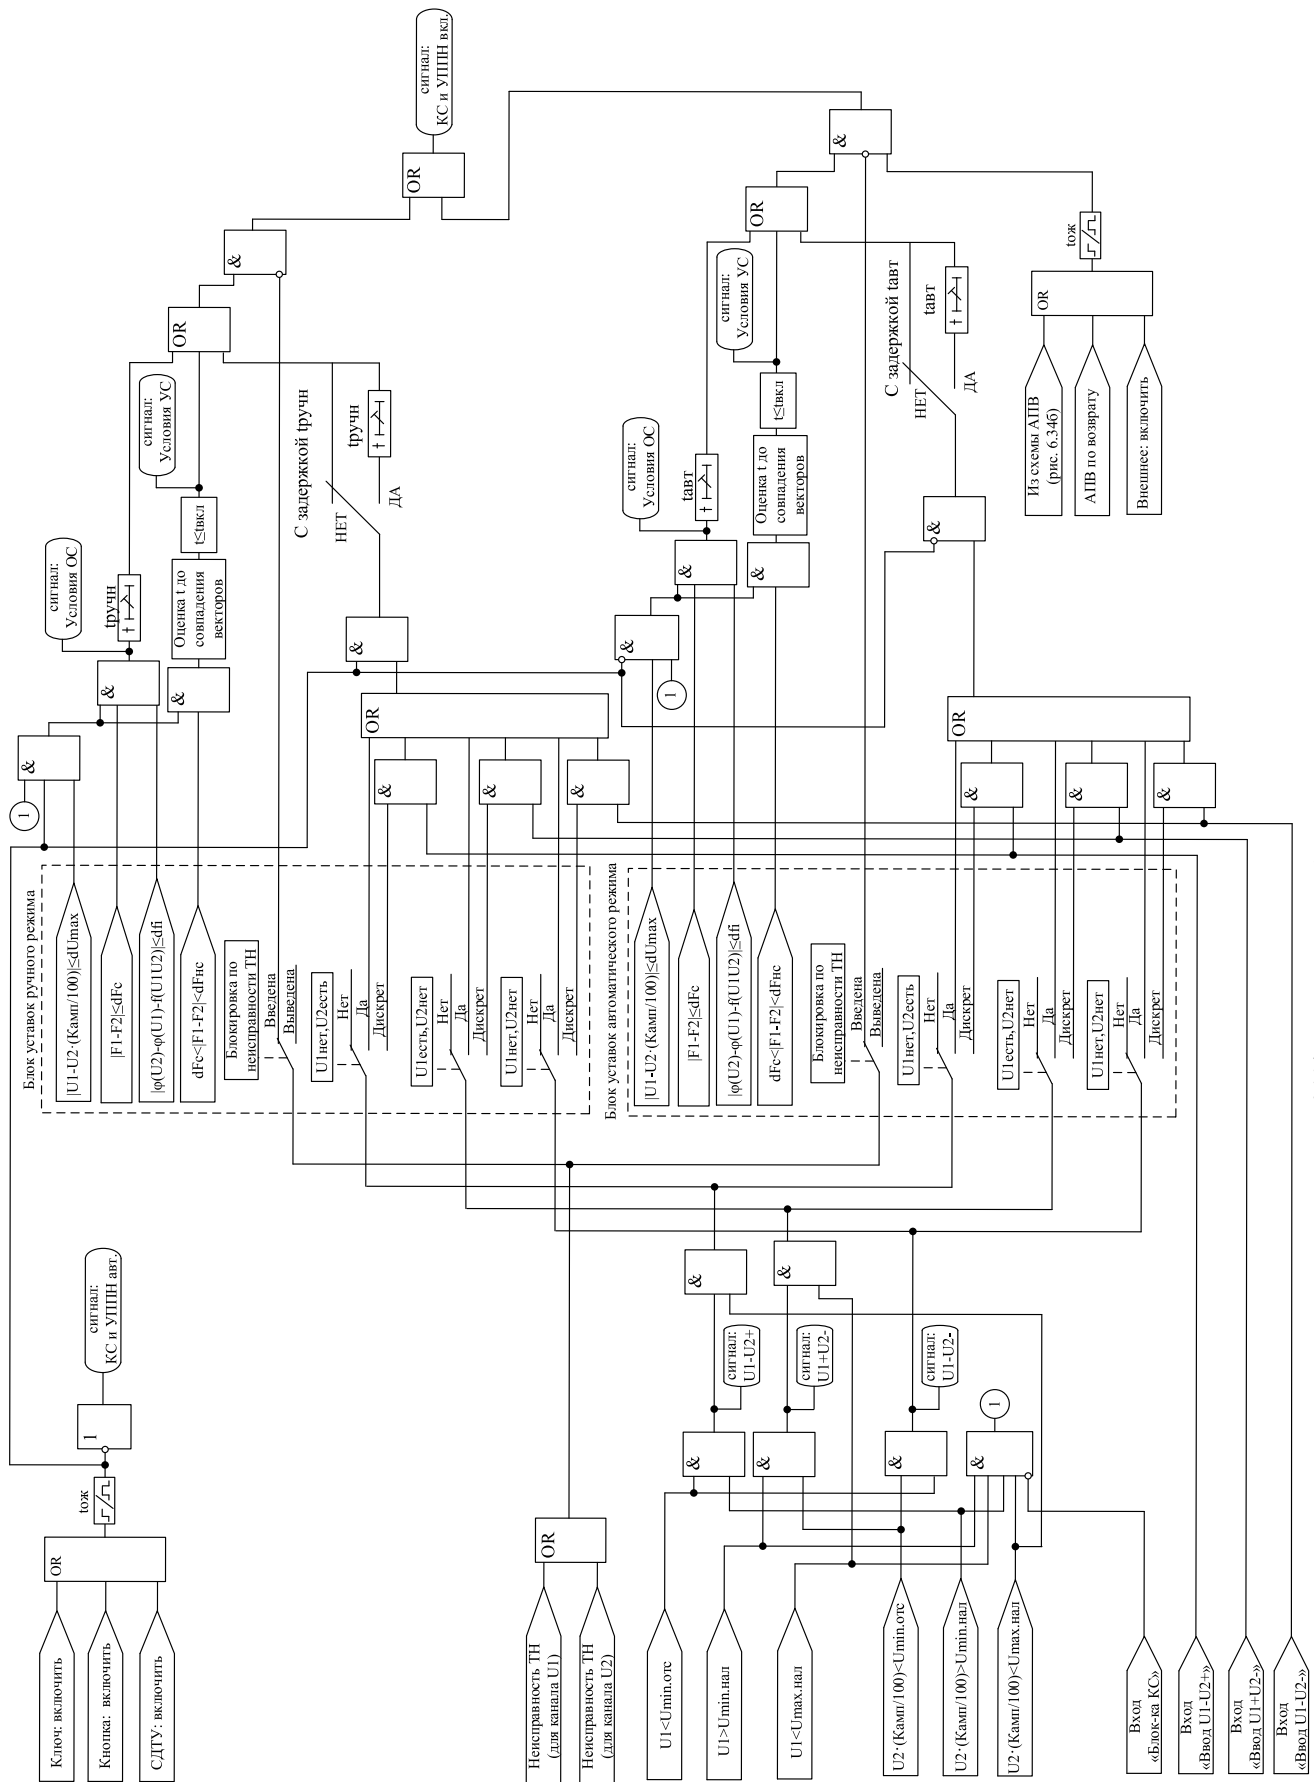 Ключ: включить
Кнопка: включить
СДТУ: включить
OR
tож
1
сигнал:
КС и УППН авт.
Неисправность ТН
(для канала U1)
Неисправность ТН
(для канала U2)
OR
U1<Umin.отс
U1>Umin.нал
U1<Umax.нал
U2·(Камп/100)<Umin.отс
U2·(Камп/100)>Umin.нал
U2·(Камп/100)<Umax.нал
Вход
«Блок-ка КС»
Вход
«Ввод U1-U2+»
Вход
«Ввод U1+U2-»
Вход
«Ввод U1-U2-»
&
&
&
&
1
сигнал:
U1-U2+
сигнал:
U1+U2-
сигнал:
U1-U2-
&
&
Блок уставок ручного режима
|U1-U2·(Камп/100)|≤dUmax
|F1-F2|≤dFc
|φ(U2)-φ(U1)-f(U1U2)|≤dfi
dFc<|F1-F2|<dFнс
Блокировка по
неисправности ТН
Введена
Выведена
U1нет,U2есть
Нет
Да
Дискрет
U1есть,U2нет
Нет
Да
Дискрет
U1нет,U2нет
Нет
Да
Дискрет
Блок уставок автоматического режима
|U1-U2·(Камп/100)|≤dUmax
|F1-F2|≤dFc
|φ(U2)-φ(U1)-f(U1U2)|≤dfi
dFc<|F1-F2|<dFнс
Блокировка по
неисправности ТН
Введена
Выведена
U1нет,U2есть
Нет
Да
Дискрет
U1есть,U2нет
Нет
Да
Дискрет
U1нет,U2нет
Нет
Да
Дискрет
1
&
&
&
сигнал:
Условия ОС
tручн
t
Оценка t до
совпадения
векторов
t≤tвкл
сигнал:
Условия УС
OR
&
&
&
&
OR
&
С задержкой tручн
НЕТ
ДА
tручн
t
OR
сигнал:
КС и УППН вкл.
1
&
&
&
сигнал:
Условия ОС
tавт
t
Оценка t до
совпадения
векторов
t≤tвкл
сигнал:
Условия УС
OR
&
&
&
&
OR
&
С задержкой tавт
НЕТ
ДА
tавт
t
Из схемы АПВ
(рис. 6.34б)
АПВ по возврату
Внешнее: включить
OR
tож
&